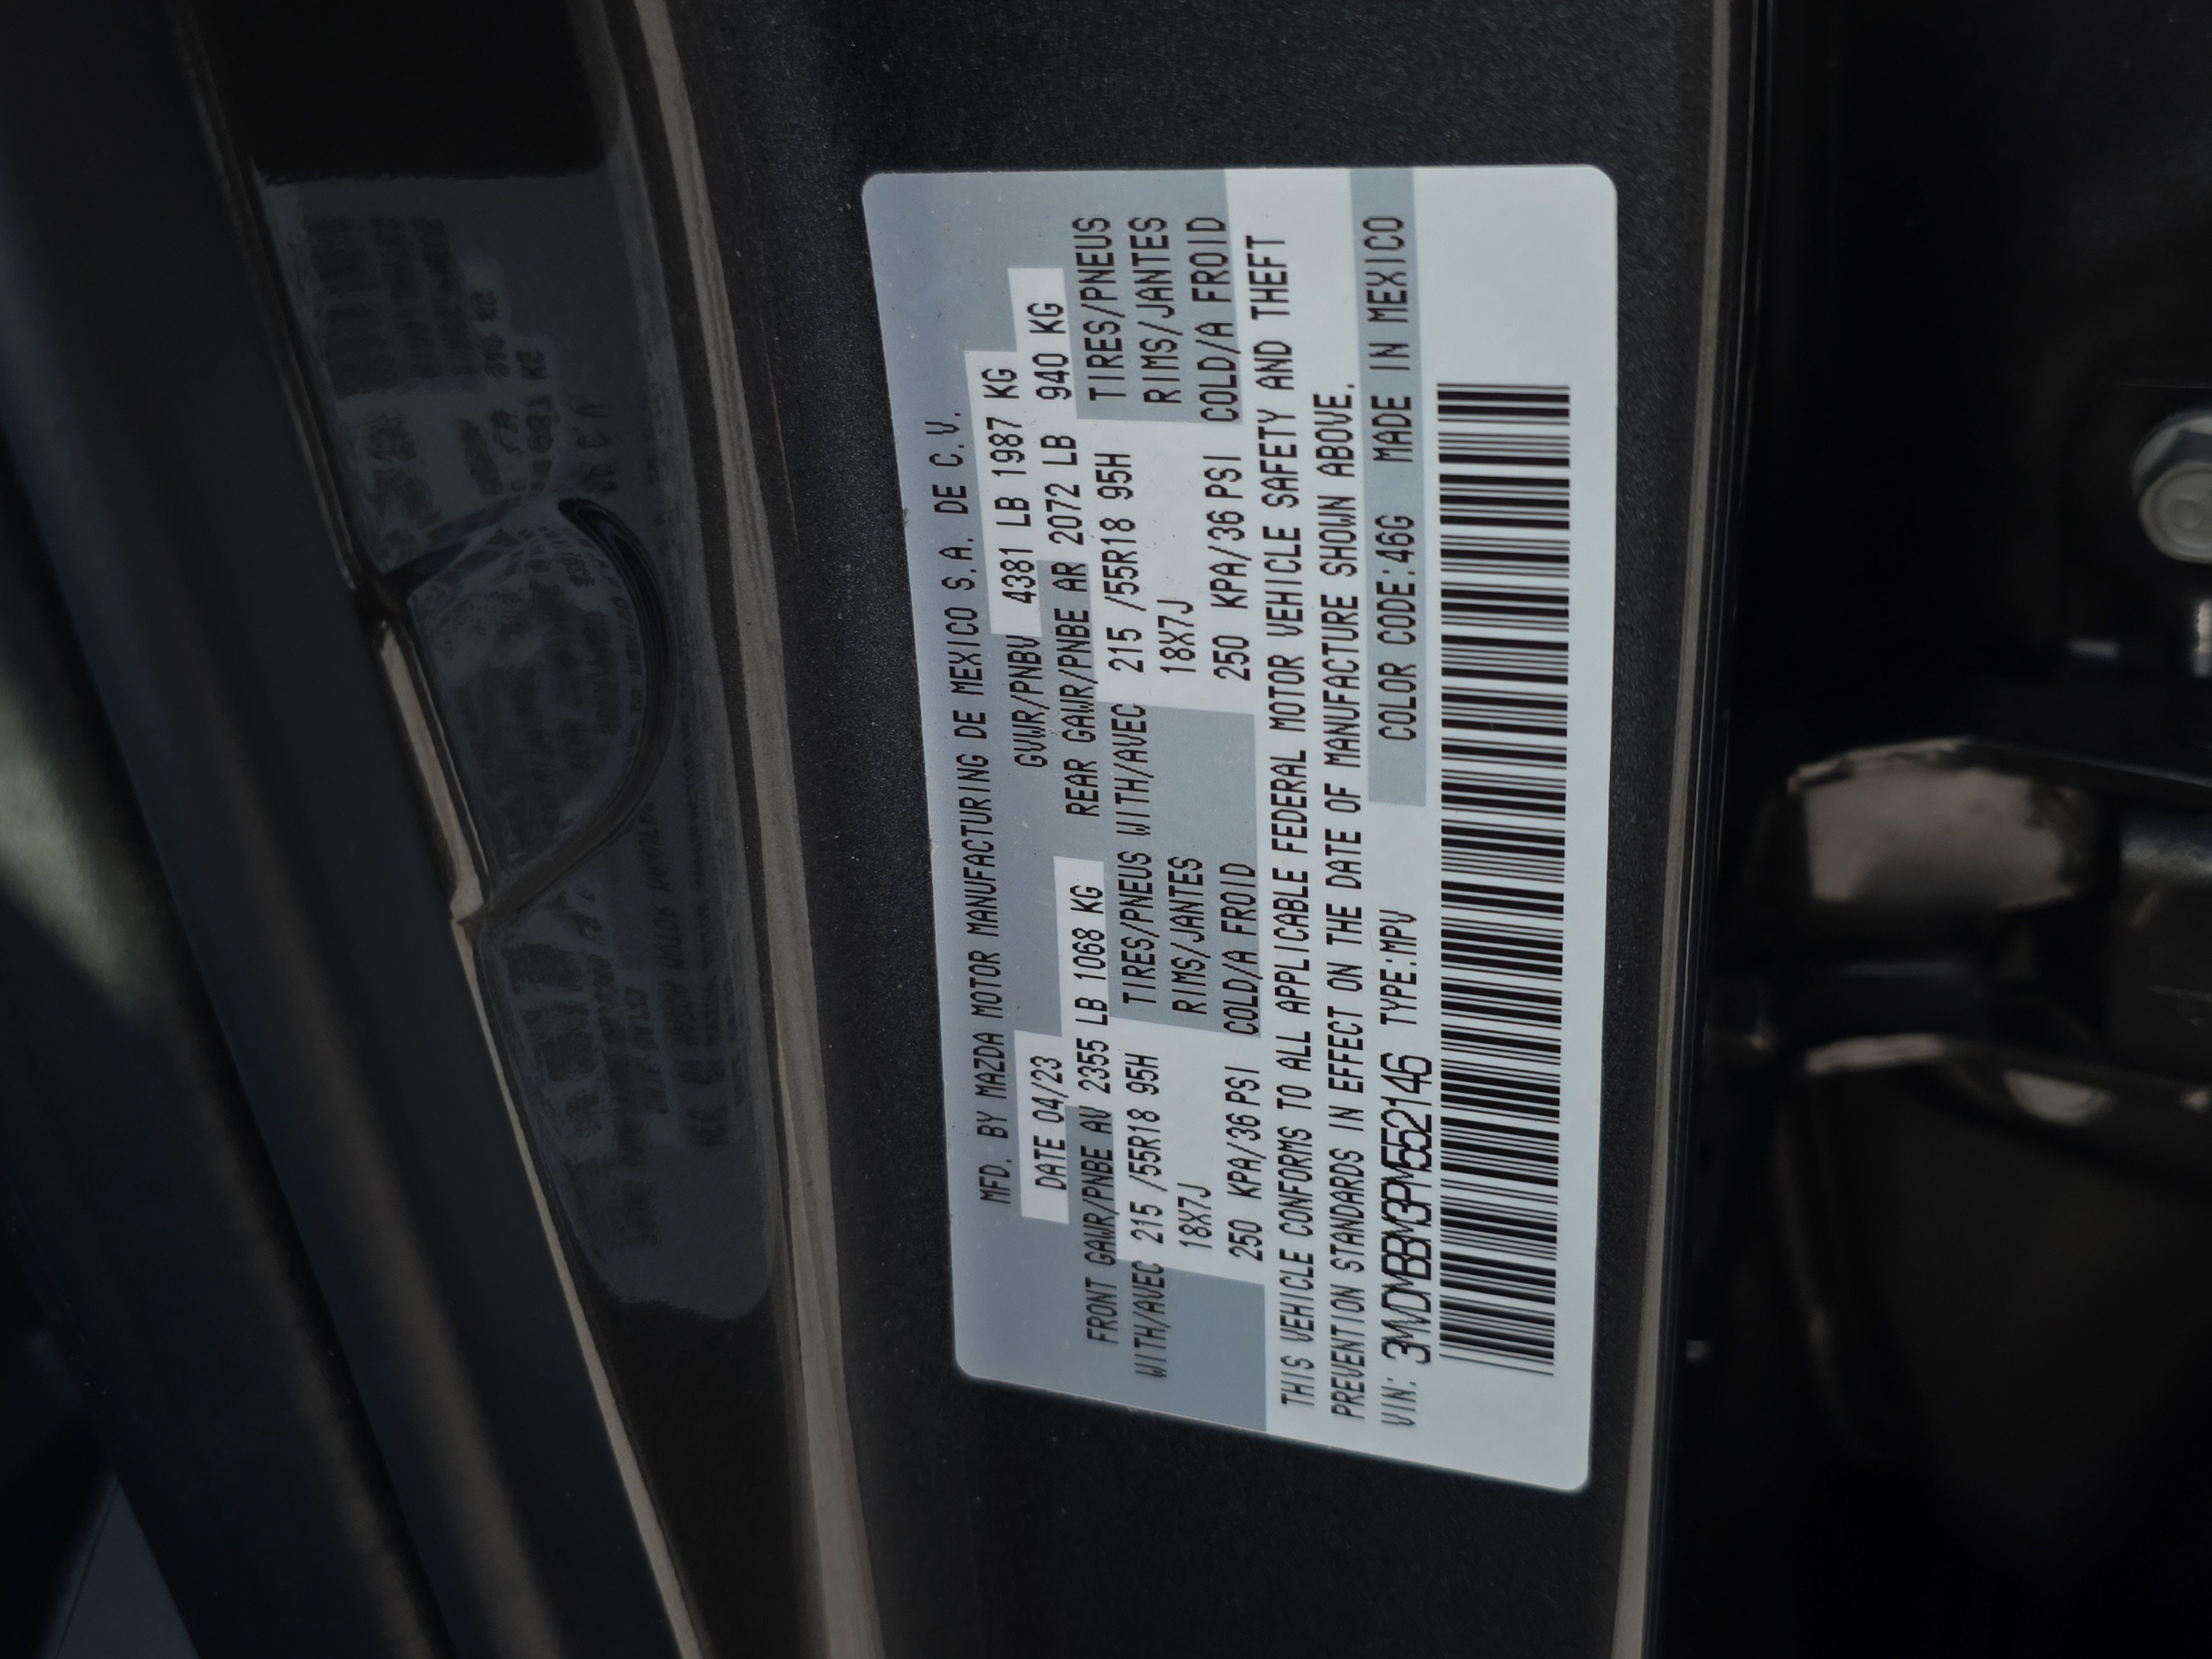 MFD. BY MAZDA MOTOR MANUFACTURING DE MEXICO S.A. DE C.V.
DATE 04/23 GVWR/PNBV 4381 LB 1987 KG
FRONT GAWR/PNBE AV 2355 LB 1068 KG REAR GAWR/PNBE AR 2072 LB 940 KG
WITH/AVEC 215 /55R18 95H TIRES/PNEUS WITH/AVEC 215 /55R18 95H TIRES/PNEUS
18X7J RIMS/JANTES 18X7J RIMS/JANTES
250 KPA/36 PSI COLD/A FROID 250 KPA/36 PSI COLD/A FROID
THIS VEHICLE CONFORMS TO ALL APPLICABLE FEDERAL MOTOR VEHICLE SAFETY AND THEFT
PREVENTION STANDARDS IN EFFECT ON THE DATE OF MANUFACTURE SHOWN ABOVE.
VIN: 3MVDMBBM3PM552146 TYPE:MPV COLOR CODE:46G MADE IN MEXICO